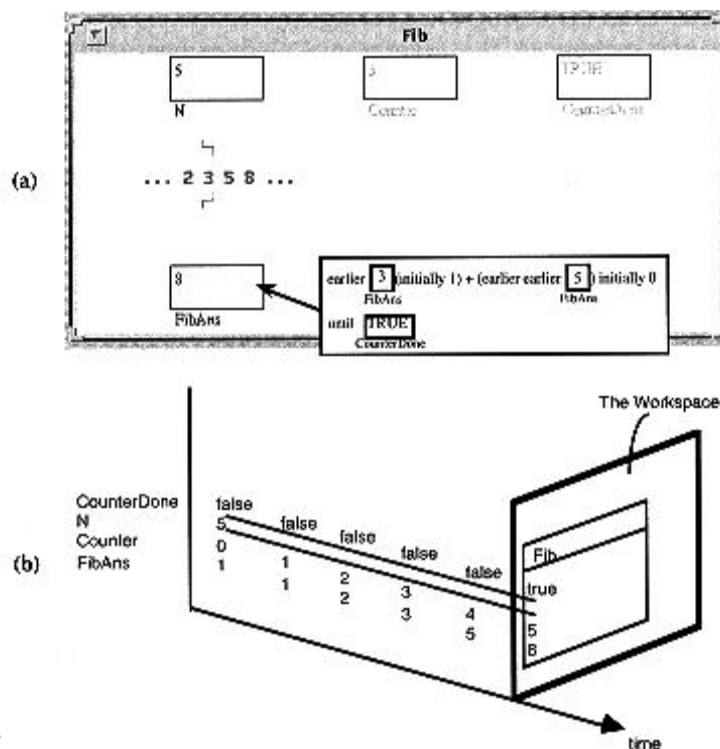 Fib
5
N
5
Counter
TRUE
CounterDone
(a)
... 2 3 5 8 ...
8
FibAns
earlier 3 (initially 1) + (earlier earlier 5 ) initially 0
FibAns FibAns
until TRUE
CounterDone
The Workspace
(b)
CounterDone false false false false false true
N 5
Counter 0 1 2 3 4 5
FibAns 1 1 2 3 5 8
Fib
time